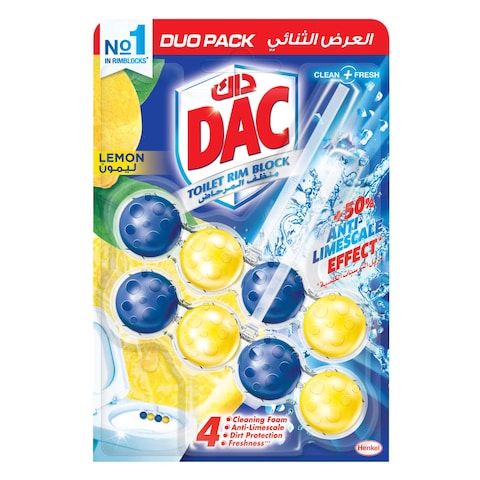 No1
IN RIMBLOCKS*
DUO PACK العرض الثنائي
CLEAN + FRESH
داك
DAC
TOILET RIM BLOCK
منظف المرحاض
LEMON
ليمون
+50%
ANTI-
LIMESCALE
EFFECT*
4
Cleaning Foam
Anti-Limescale
Dirt Protection
Freshness
Henkel